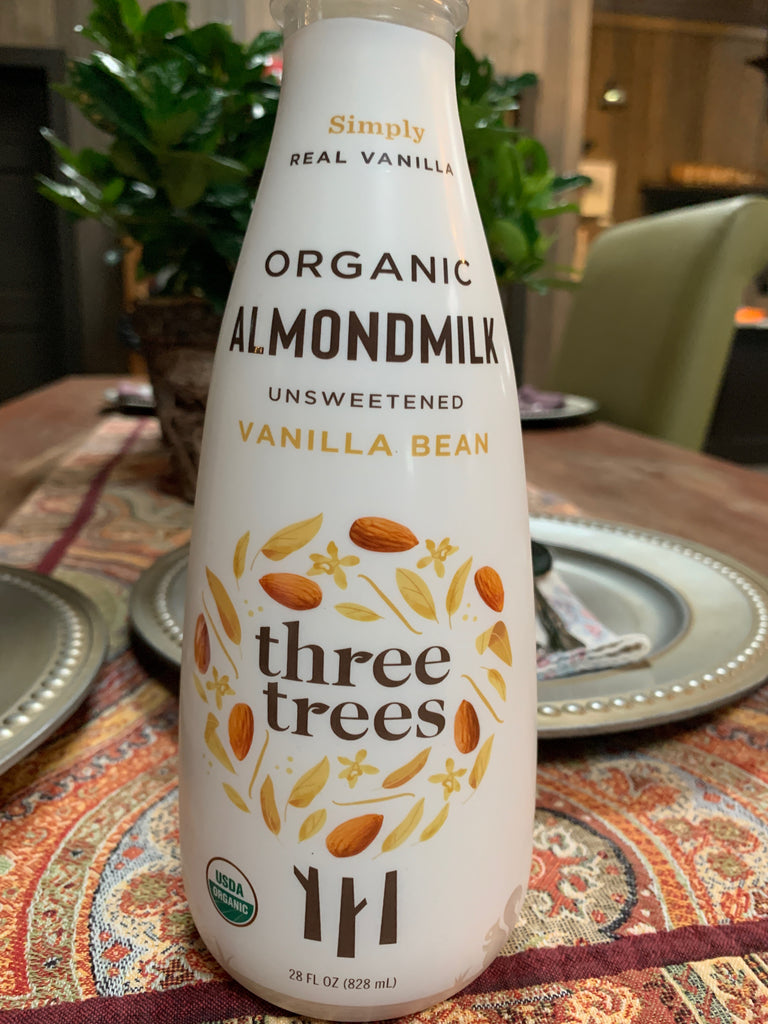 Simply
REAL VANILLA
ORGANIC
ALMONDMILK
UNSWEETENED
VANILLA BEAN
three
trees
USDA
ORGANIC
28 FL OZ (828 mL)